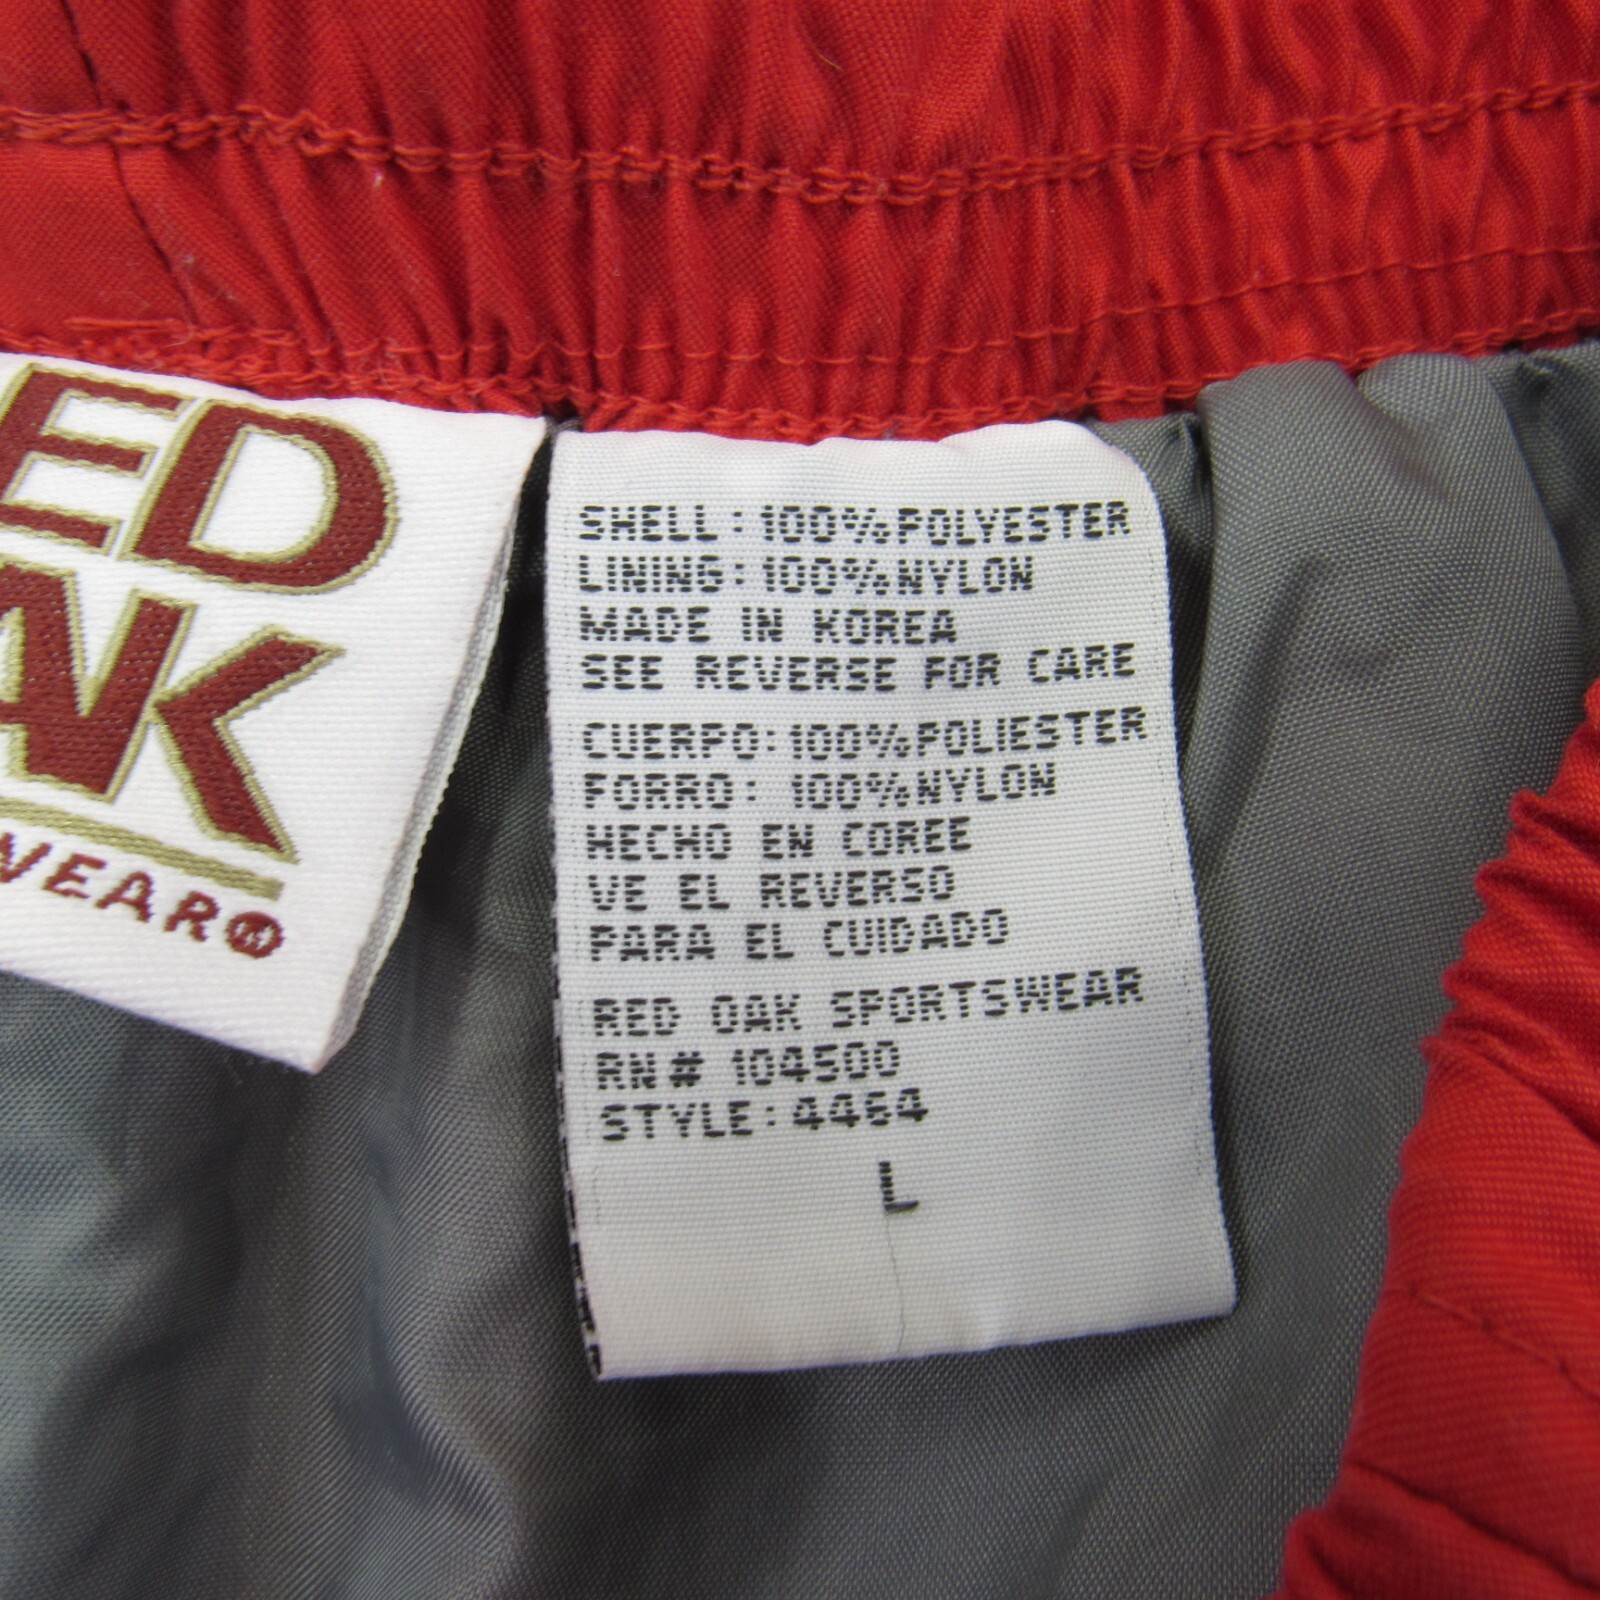 ED
AK
WEAR
SHELL: 100% POLYESTER
LINING: 100% NYLON
MADE IN KOREA
SEE REVERSE FOR CARE
CUERPO: 100% POLIESTER
FORRO: 100% NYLON
HECHO EN COREE
VE EL REVERSO
PARA EL CUIDADO
RED OAK SPORTSWEAR
RN# 104500
STYLE: 4464
L